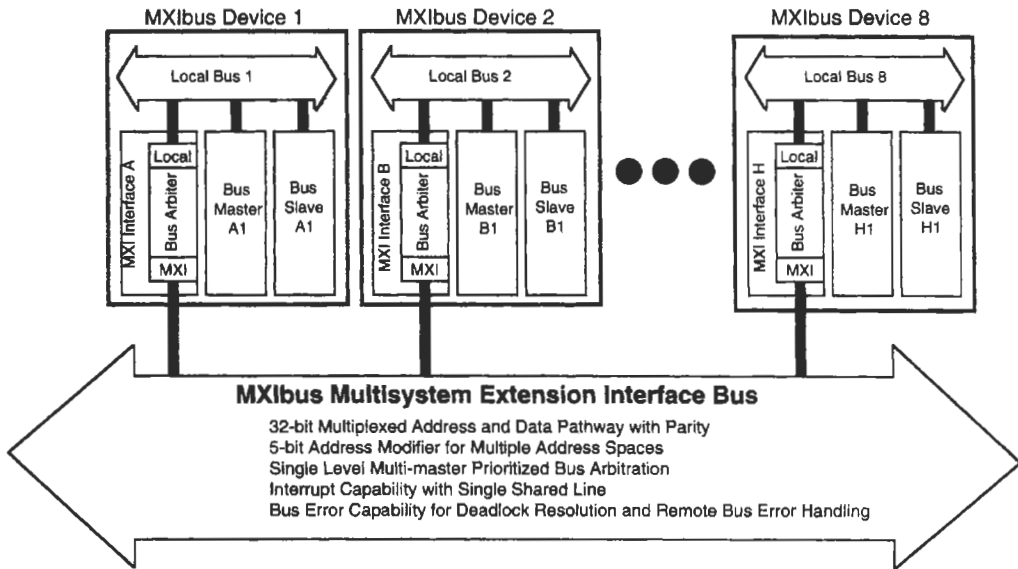 MXIbus Device 1
MXIbus Device 2
MXIbus Device 8
Local Bus 1
Local Bus 2
Local Bus 8
MXI Interface A
Local
Bus Arbiter
MXI
Bus
Master
A1
Bus
Slave
A1
MXI Interface B
Local
Bus Arbiter
MXI
Bus
Master
B1
Bus
Slave
B1
MXI Interface H
Local
Bus Arbiter
MXI
Bus
Master
H1
Bus
Slave
H1
MXIbus Multisystem Extension Interface Bus
32-bit Multiplexed Address and Data Pathway with Parity
5-bit Address Modifier for Multiple Address Spaces
Single Level Multi-master Prioritized Bus Arbitration
Interrupt Capability with Single Shared Line
Bus Error Capability for Deadlock Resolution and Remote Bus Error Handling